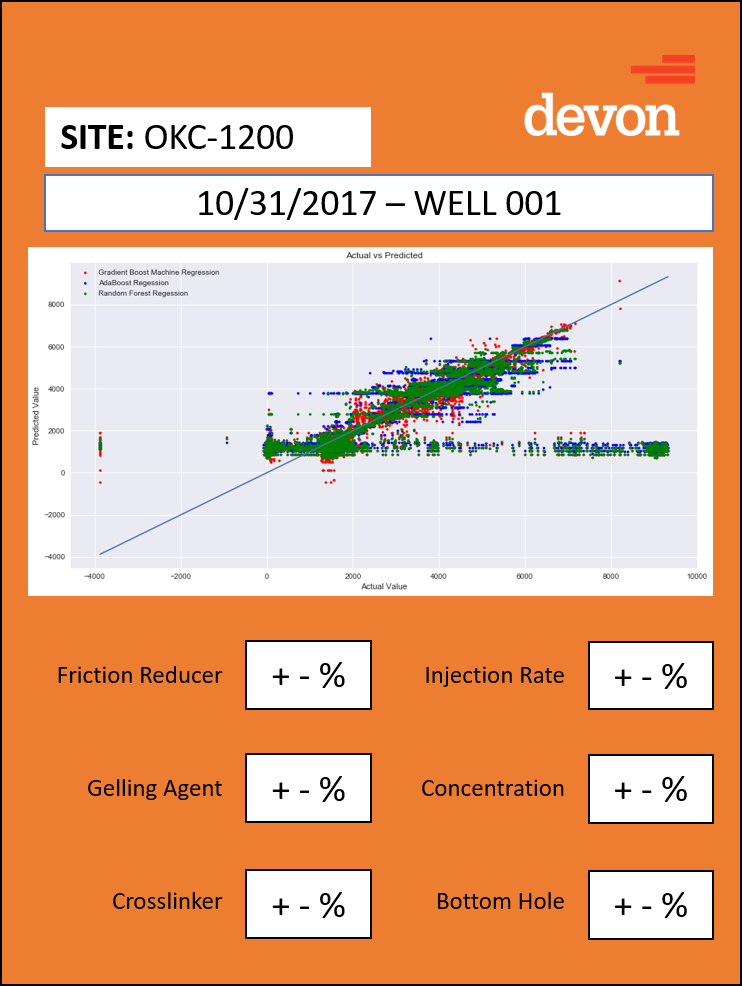 devon
SITE: OKC-1200
10/31/2017 – WELL 001
Actual vs Predicted
Gradient Boost Machine Regression
AdaBoost Regession
Random Forest Regession
Predicted Value
8000
6000
4000
2000
0
−2000
−4000
−4000 −2000 0 2000 4000 6000 8000 10000
Actual Value
Friction Reducer + - % Injection Rate + - %
Gelling Agent + - % Concentration + - %
Crosslinker + - % Bottom Hole + - %